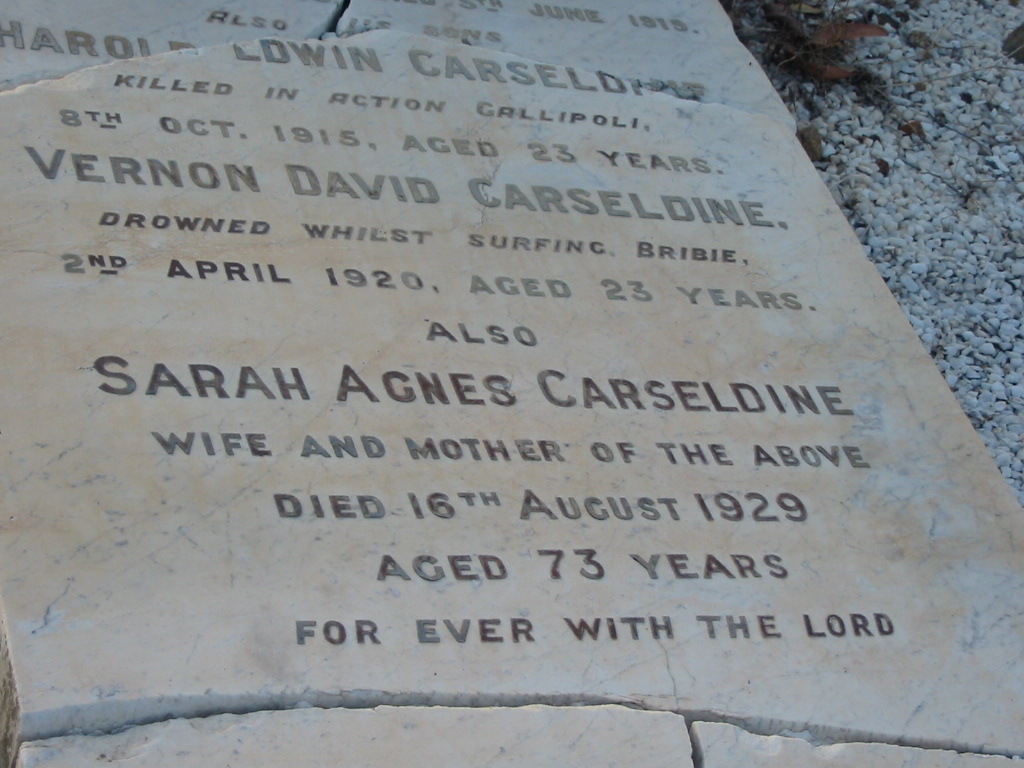 5TH JUNE 1919.
ALSO ITS SONS
HAROLD EDWIN CARSELDINE
KILLED IN ACTION GALLIPOLI,
8TH OCT. 1915, AGED 23 YEARS.
VERNON DAVID CARSELDINE,
DROWNED WHILST SURFING, BRIBIE,
2ND APRIL 1920, AGED 23 YEARS.
ALSO
SARAH AGNES CARSELDINE
WIFE AND MOTHER OF THE ABOVE
DIED 16TH AUGUST 1929
AGED 73 YEARS
FOR EVER WITH THE LORD